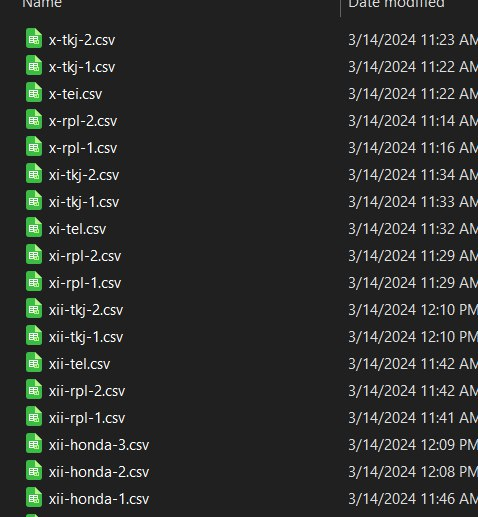 Name Date modified
x-tkj-2.csv 3/14/2024 11:23 AM
x-tkj-1.csv 3/14/2024 11:22 AM
x-tei.csv 3/14/2024 11:22 AM
x-rpl-2.csv 3/14/2024 11:14 AM
x-rpl-1.csv 3/14/2024 11:16 AM
xi-tkj-2.csv 3/14/2024 11:34 AM
xi-tkj-1.csv 3/14/2024 11:33 AM
xi-tel.csv 3/14/2024 11:32 AM
xi-rpl-2.csv 3/14/2024 11:29 AM
xi-rpl-1.csv 3/14/2024 11:29 AM
xii-tkj-2.csv 3/14/2024 12:10 PM
xii-tkj-1.csv 3/14/2024 12:10 PM
xii-tel.csv 3/14/2024 11:42 AM
xii-rpl-2.csv 3/14/2024 11:42 AM
xii-rpl-1.csv 3/14/2024 11:41 AM
xii-honda-3.csv 3/14/2024 12:09 PM
xii-honda-2.csv 3/14/2024 12:08 PM
xii-honda-1.csv 3/14/2024 11:46 AM